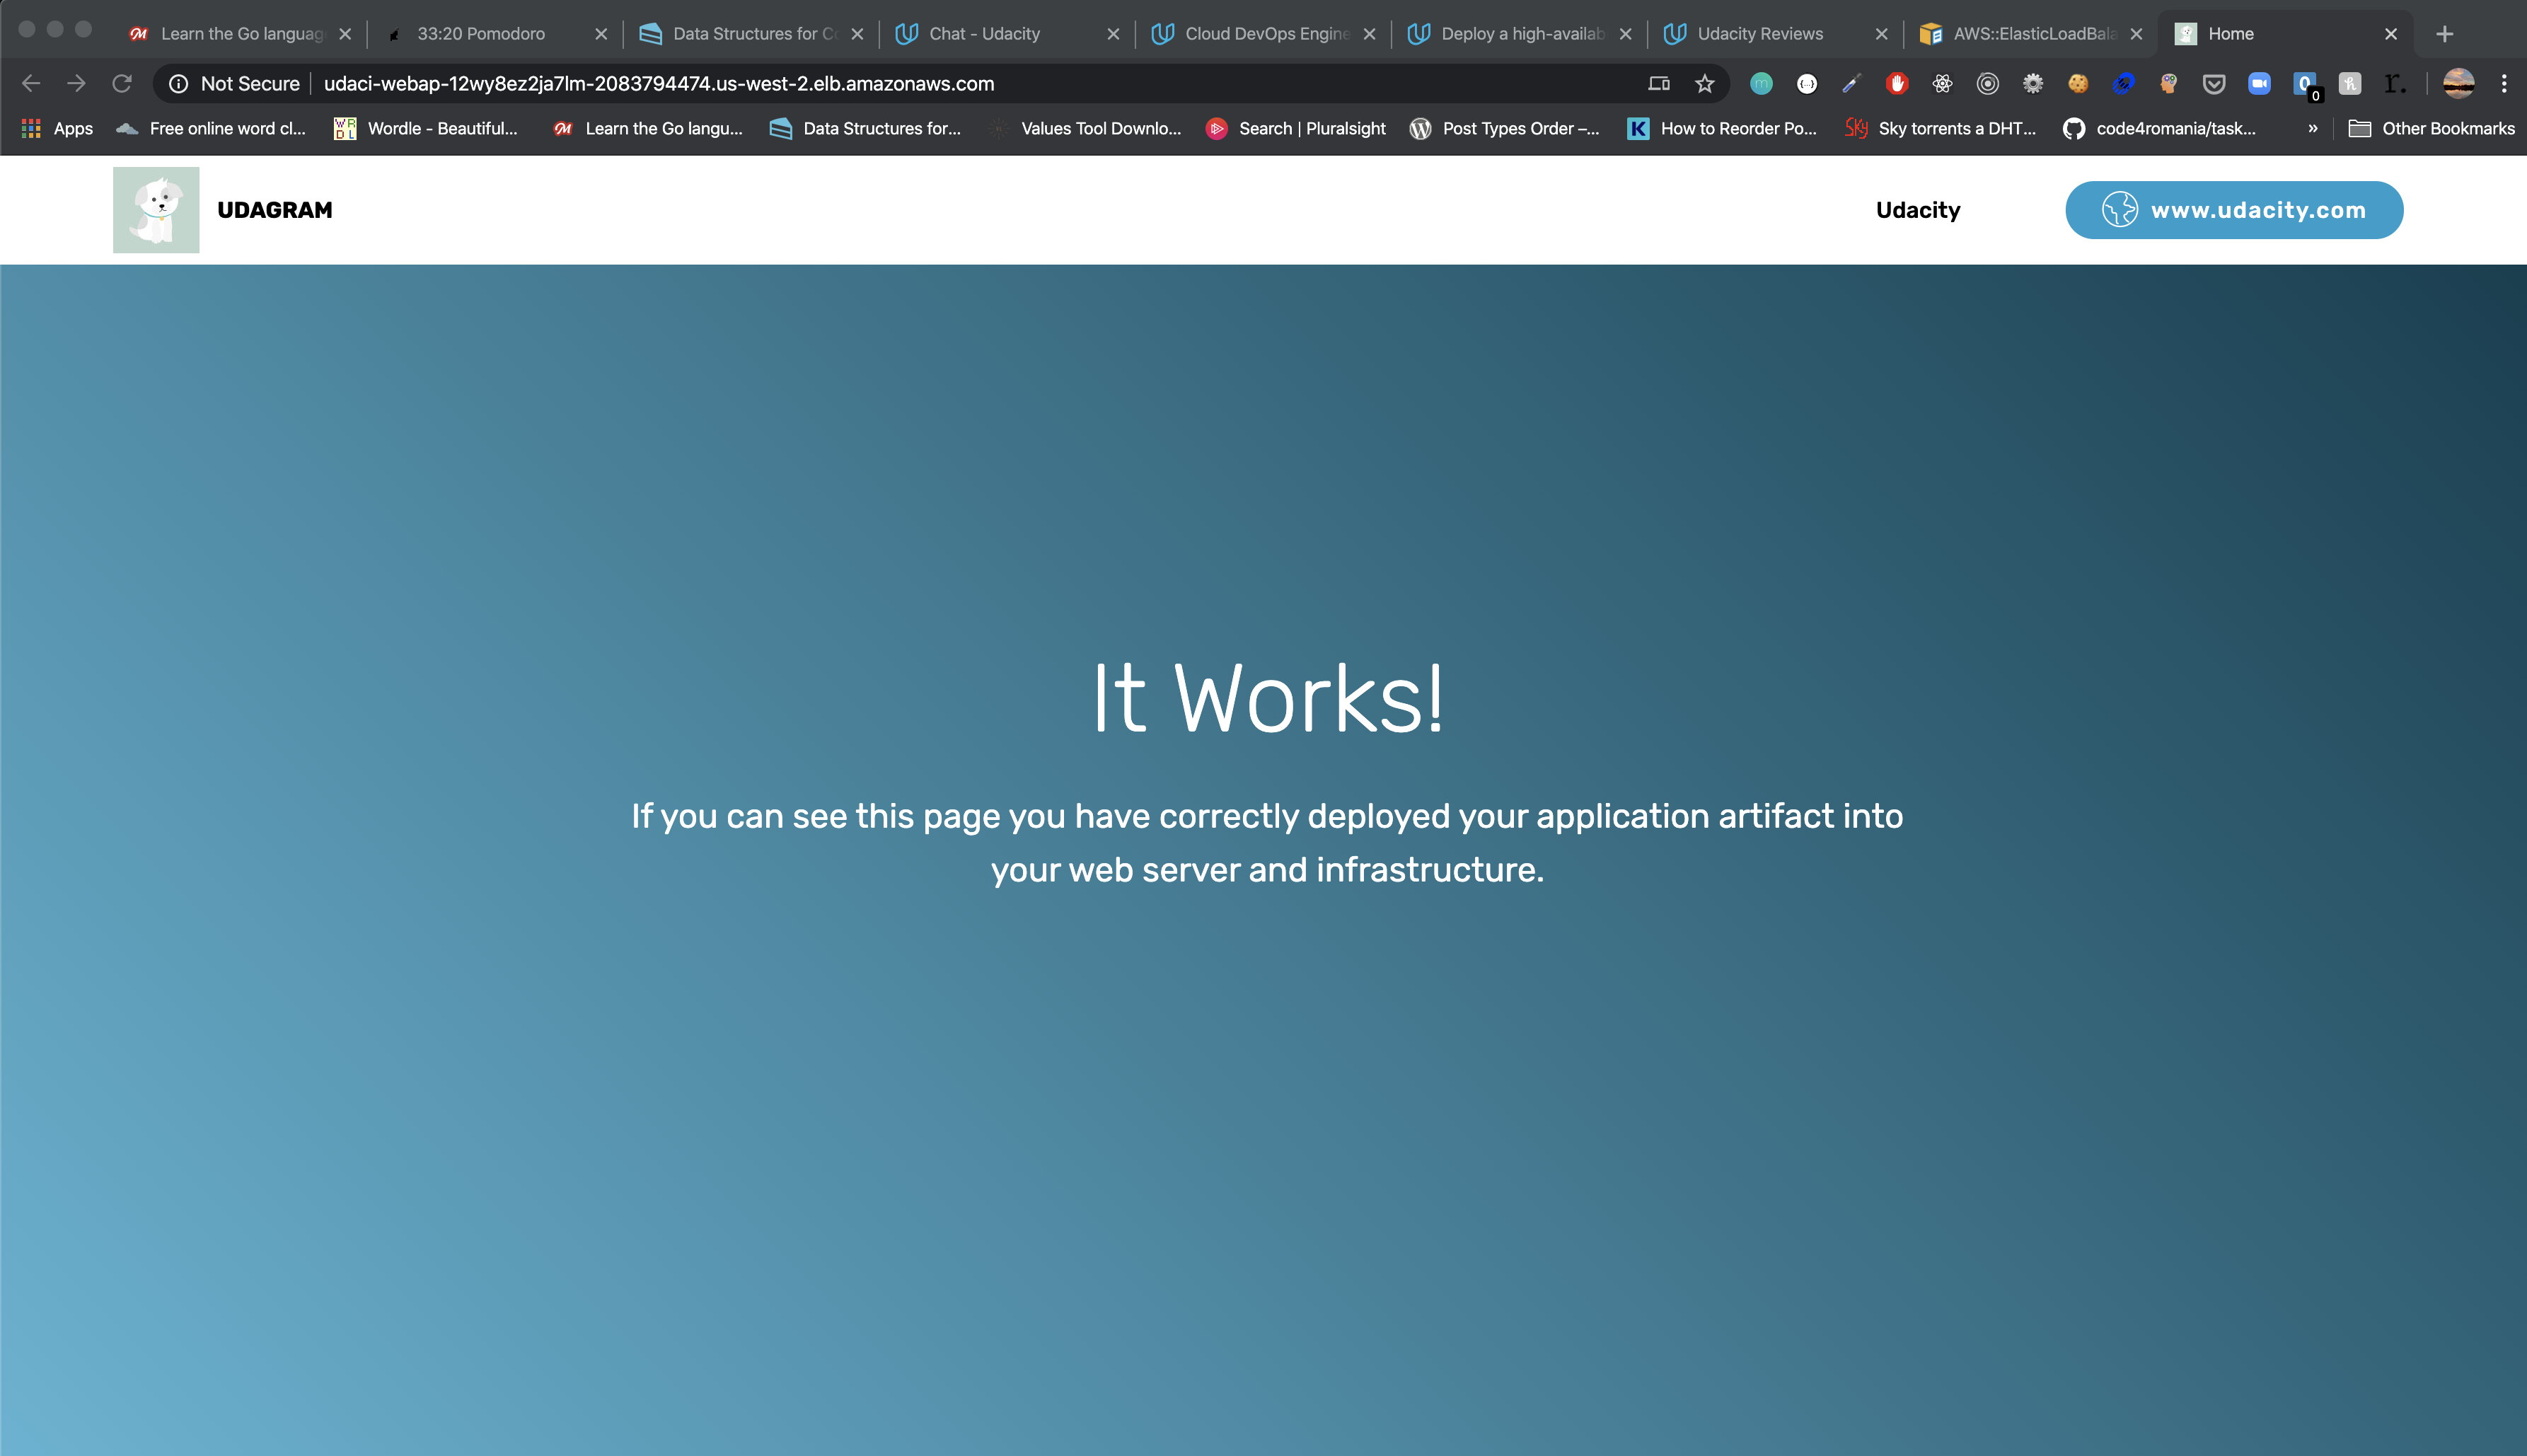 Learn the Go languag
33:20 Pomodoro
Data Structures for Co
Chat - Udacity
Cloud DevOps Engine
Deploy a high-availab
Udacity Reviews
AWS::ElasticLoadBala
Home
Not Secure
udaci-webap-12wy8ez2ja7lm-2083794474.us-west-2.elb.amazonaws.com
0
Apps
Free online word cl...
Wordle - Beautiful...
Learn the Go langu...
Data Structures for...
Values Tool Downlo...
Search | Pluralsight
Post Types Order –...
How to Reorder Po...
Sky torrents a DHT...
code4romania/task...
»
Other Bookmarks
UDAGRAM
Udacity
www.udacity.com
It Works!
If you can see this page you have correctly deployed your application artifact into
your web server and infrastructure.